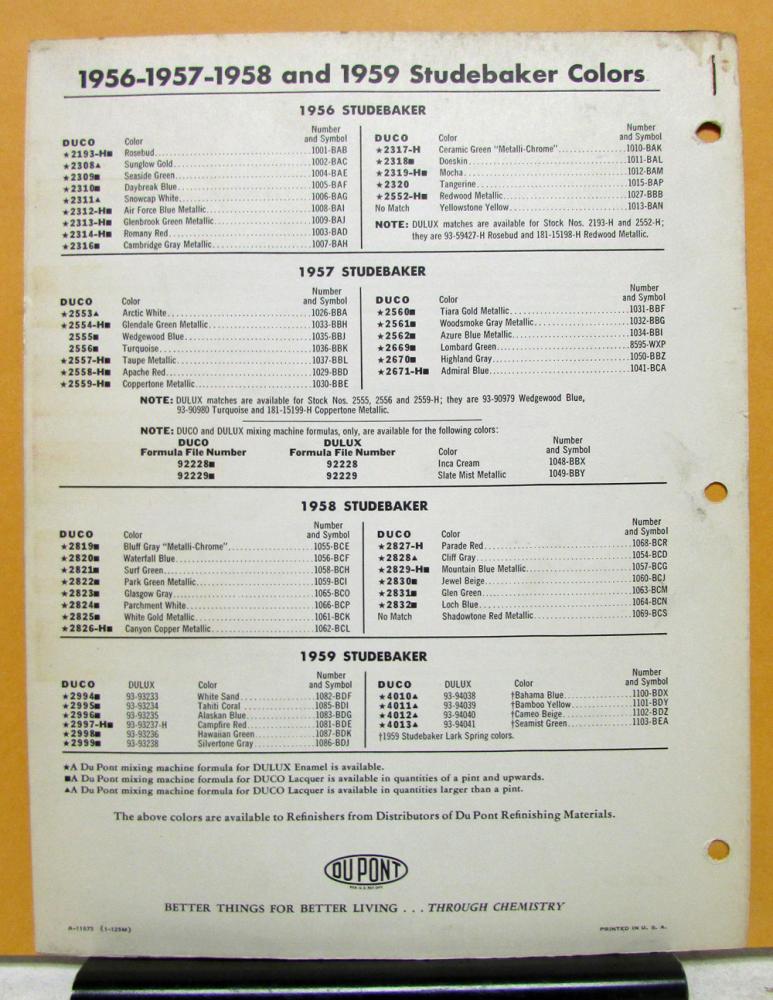 1956-1957-1958 and 1959 Studebaker Colors
1956 STUDEBAKER
DUCO Color Number and Symbol
★2193-H■ Rosebud 1001-BAB
★2308▲ Sunglow Gold 1002-BAC
★2309■ Seaside Green 1004-BAE
★2310■ Daybreak Blue 1005-BAF
★2311▲ Snowcap White 1006-BAG
★2312-H■ Air Force Blue Metallic 1008-BAI
★2313-H■ Glenbrook Green Metallic 1009-BAJ
★2314-H■ Romany Red 1003-BAD
★2316■ Cambridge Gray Metallic 1007-BAH
DUCO Color Number and Symbol
★2317-H Ceramic Green "Metalli-Chrome" 1010-BAK
★2318■ Doeskin 1011-BAL
★2319-H■ Mocha 1012-BAM
★2320 Tangerine 1015-BAP
★2552-H■ Redwood Metallic 1027-BBB
No Match Yellowstone Yellow 1013-BAN
NOTE: DULUX matches are available for Stock Nos. 2193-H and 2552-H;
they are 93-59427-H Rosebud and 181-15198-H Redwood Metallic.
1957 STUDEBAKER
DUCO Color Number and Symbol
★2553▲ Arctic White 1026-BBA
★2554-H■ Glendale Green Metallic 1033-BBH
2555■ Wedgewood Blue 1035-BBJ
2556■ Turquoise 1036-BBK
★2557-H■ Taupe Metallic 1037-BBL
★2558-H■ Apache Red 1029-BBD
★2559-H■ Coppertone Metallic 1030-BBE
DUCO Color Number and Symbol
★2560■ Tiara Gold Metallic 1031-BBF
★2561■ Woodsmoke Gray Metallic 1032-BBG
★2562■ Azure Blue Metallic 1034-BBI
★2669■ Lombard Green 8595-WXP
★2670■ Highland Gray 1050-BBZ
★2671-H■ Admiral Blue 1041-BCA
NOTE: DULUX matches are available for Stock Nos. 2555, 2556 and 2559-H; they are 93-90979 Wedgewood Blue,
93-90980 Turquoise and 181-15199-H Coppertone Metallic.
NOTE: DUCO and DULUX mixing machine formulas, only, are available for the following colors:
DUCO Formula File Number DULUX Formula File Number Color Number and Symbol
92228■ 92228 Inca Cream 1048-BBX
92229■ 92229 Slate Mist Metallic 1049-BBY
1958 STUDEBAKER
DUCO Color Number and Symbol
★2819■ Bluff Gray "Metalli-Chrome" 1055-BCE
★2820■ Waterfall Blue 1056-BCF
★2821■ Surf Green 1058-BCH
★2822■ Park Green Metallic 1059-BCI
★2823■ Glasgow Gray 1065-BCO
★2824■ Parchment White 1066-BCP
★2825■ White Gold Metallic 1061-BCK
★2826-H■ Canyon Copper Metallic 1062-BCL
DUCO Color Number and Symbol
★2827-H Parade Red 1068-BCR
★2828▲ Cliff Gray 1054-BCD
★2829-H■ Mountain Blue Metallic 1057-BCG
★2830■ Jewel Beige 1060-BCJ
★2831■ Glen Green 1063-BCM
★2832■ Loch Blue 1064-BCN
No Match Shadowtone Red Metallic 1069-BCS
1959 STUDEBAKER
DUCO DULUX Color Number and Symbol
★2994■ 93-93233 White Sand 1082-BDF
★2995■ 93-93234 Tahiti Coral 1085-BDI
★2996■ 93-93235 Alaskan Blue 1083-BDG
★2997-H■ 93-93237-H Campfire Red 1081-BDE
★2998■ 93-93236 Hawaiian Green 1087-BDK
★2999■ 93-93238 Silvertone Gray 1086-BDJ
DUCO DULUX Color Number and Symbol
★4010▲ 93-94038 †Bahama Blue 1100-BDX
★4011▲ 93-94039 †Bamboo Yellow 1101-BDY
★4012▲ 93-94040 †Cameo Beige 1102-BDZ
★4013▲ 93-94041 †Seamist Green 1103-BEA
†1959 Studebaker Lark Spring colors.
★A Du Pont mixing machine formula for DULUX Enamel is available.
■A Du Pont mixing machine formula for DUCO Lacquer is available in quantities of a pint and upwards.
▲A Du Pont mixing machine formula for DUCO Lacquer is available in quantities larger than a pint.
The above colors are available to Refinishers from Distributors of Du Pont Refinishing Materials.
DU PONT
REG. U.S. PAT. OFF.
BETTER THINGS FOR BETTER LIVING . . . THROUGH CHEMISTRY
A-11575 (1-125M) PRINTED IN U. S. A.